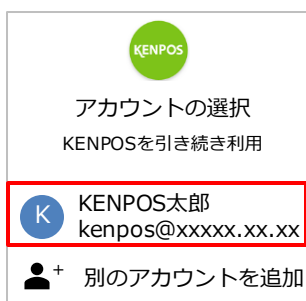 KENPOS
アカウントの選択
KENPOSを引き続き利用
K
KENPOS太郎
kenpos@xxxxx.xx.xx
別のアカウントを追加